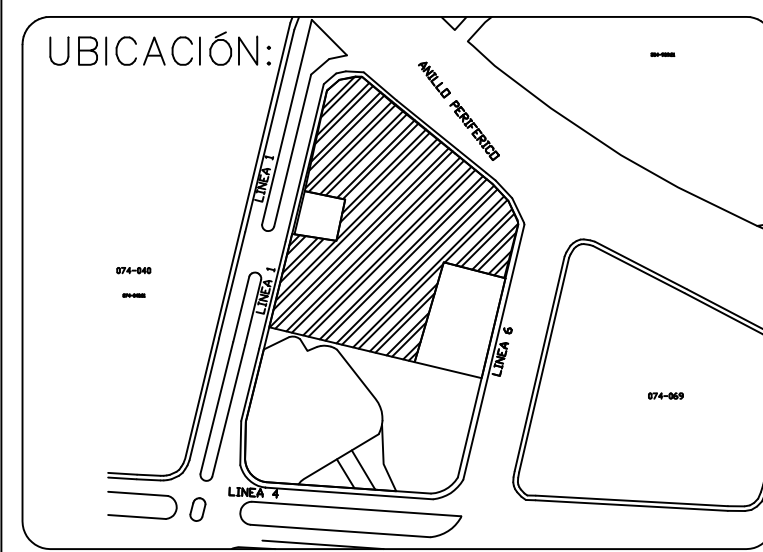 UBICACIÓN:
ANILLO PERIFERICO
LINEA 1
074-040
LINEA 1
LINEA 6
074-069
LINEA 4